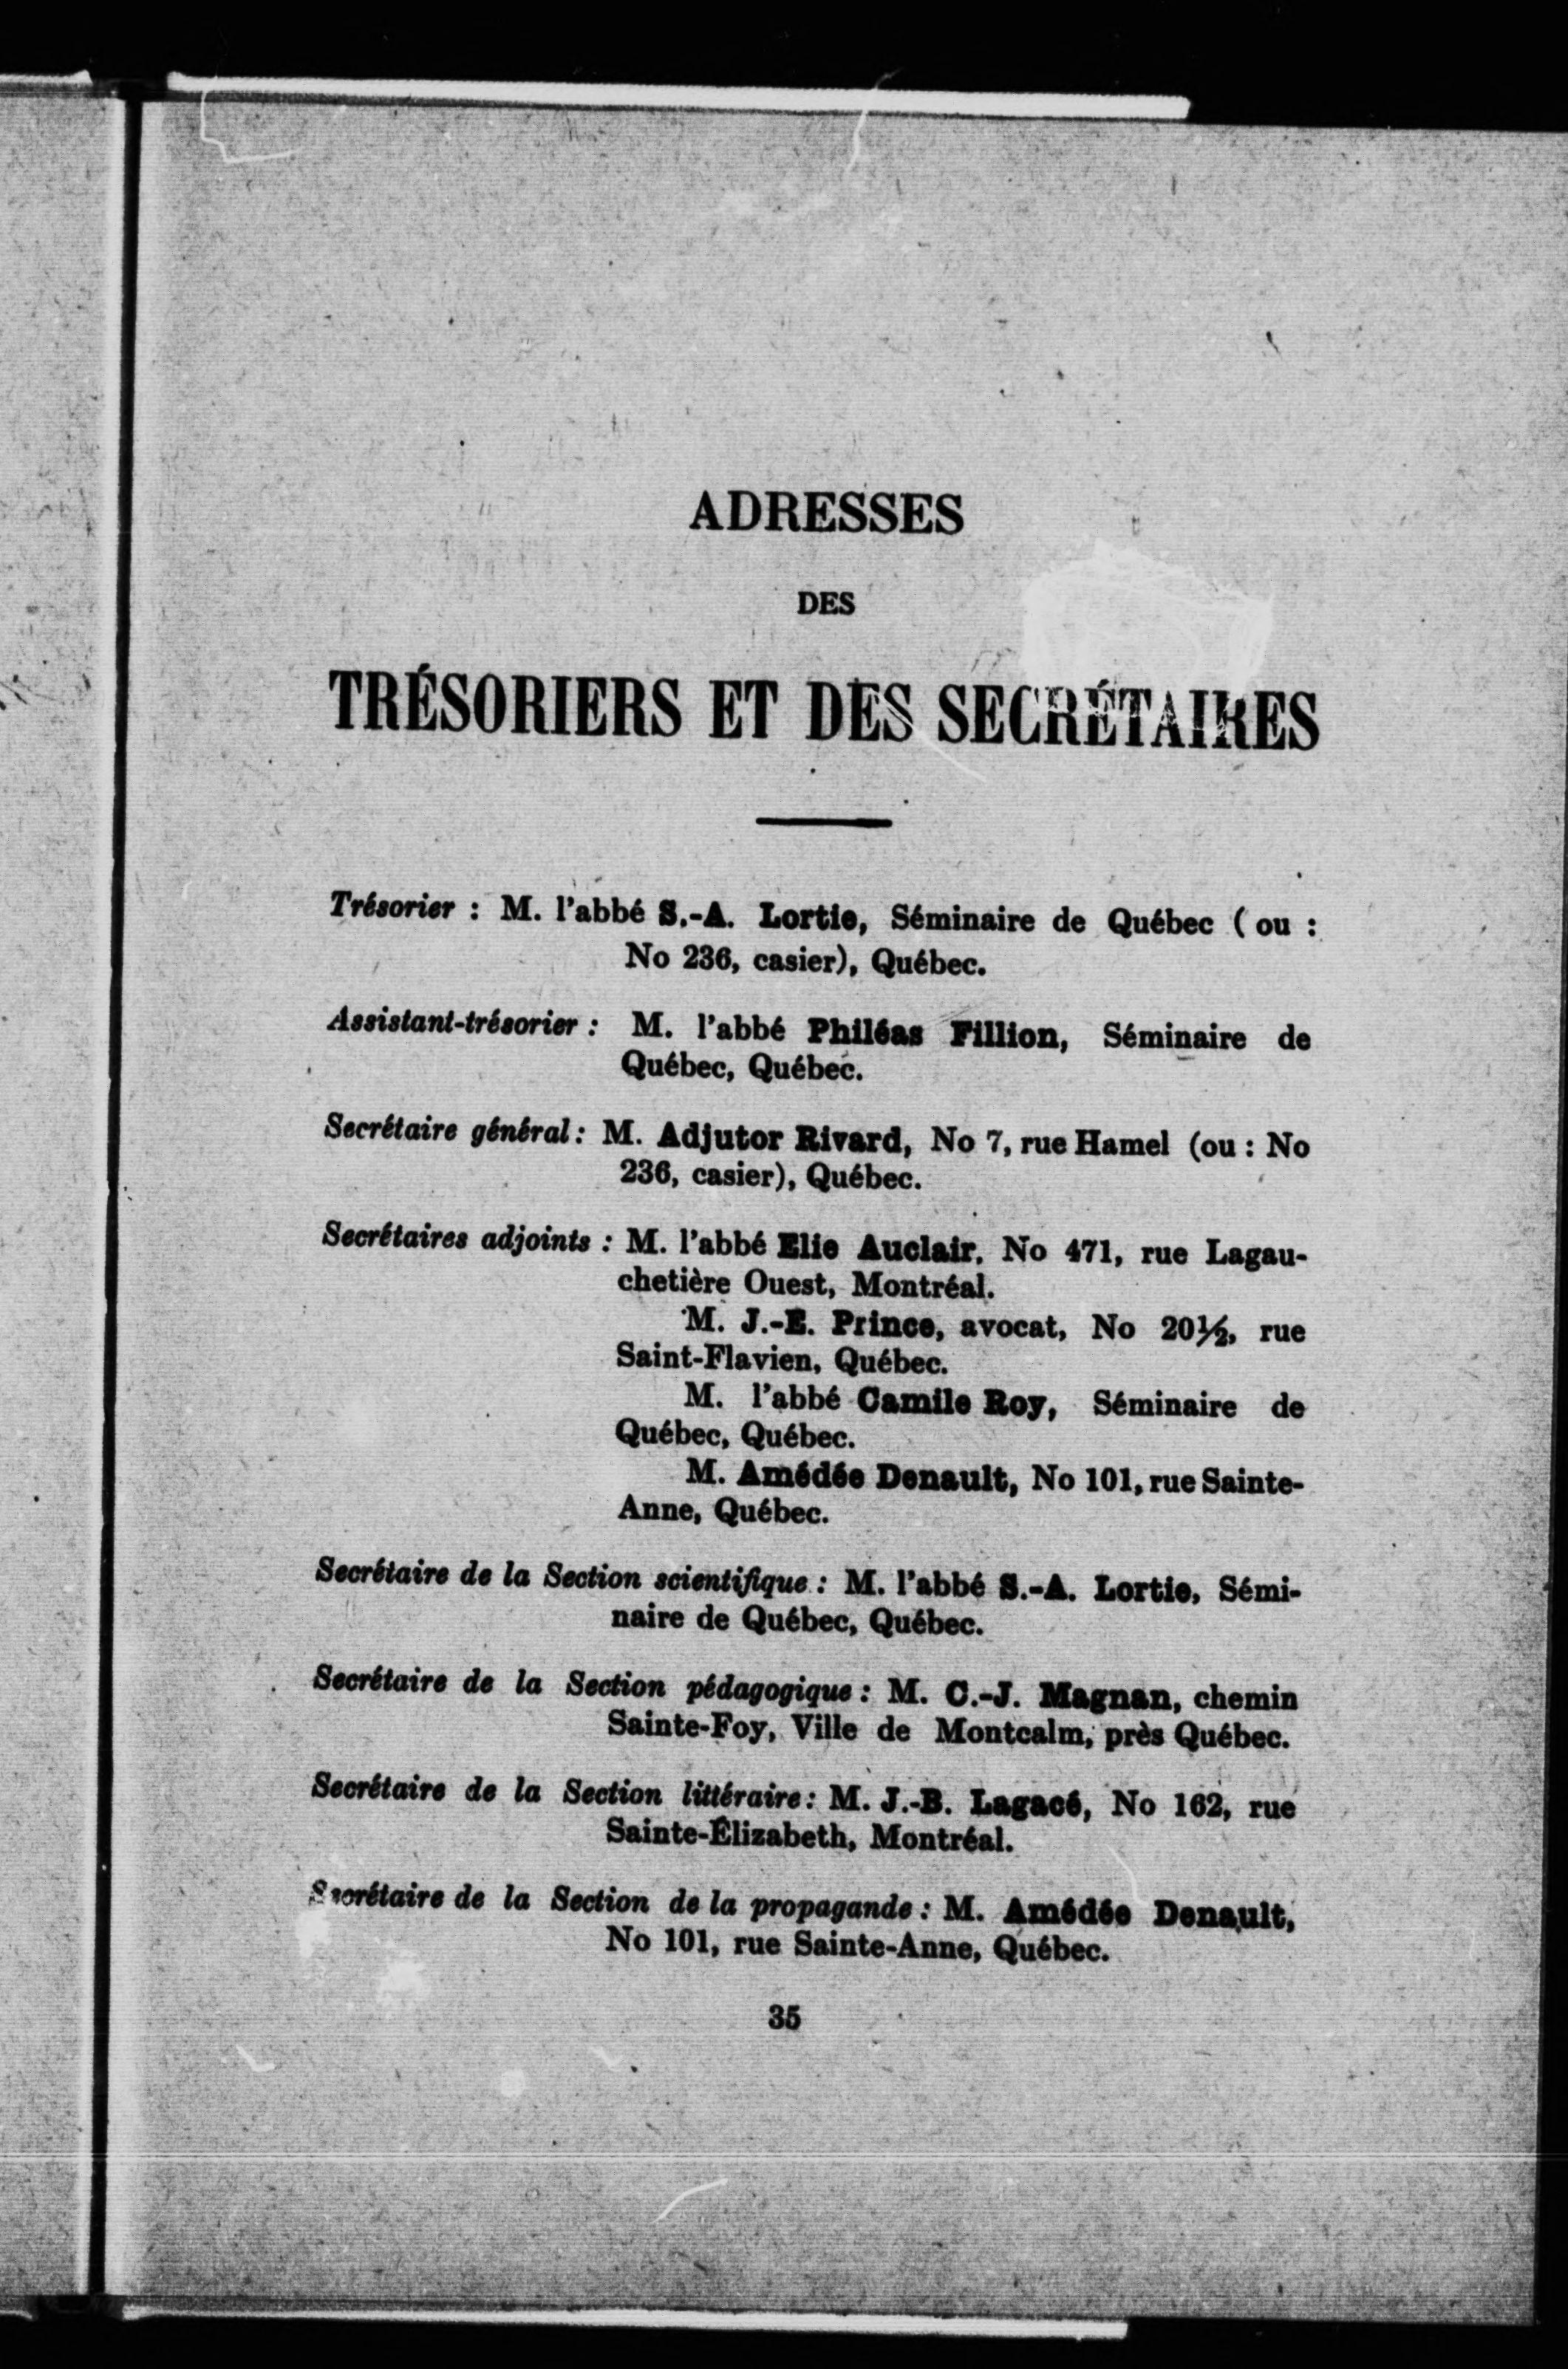 ADRESSES
DES
TRÉSORIERS ET DES SECRÉTAIRES
Trésorier : M. l'abbé S.-A. Lortie, Séminaire de Québec ( ou :
No 236, casier), Québec.
Assistant-trésorier : M. l'abbé Philéas Fillion, Séminaire de
Québec, Québec.
Secrétaire général : M. Adjutor Rivard, No 7, rue Hamel (ou : No
236, casier), Québec.
Secrétaires adjoints : M. l'abbé Elie Auclair, No 471, rue Lagau-
chetière Ouest, Montréal.
M. J.-E. Prince, avocat, No 20½, rue
Saint-Flavien, Québec.
M. l'abbé Camile Roy, Séminaire de
Québec, Québec.
M. Amédée Denault, No 101, rue Sainte-
Anne, Québec.
Secrétaire de la Section scientifique : M. l'abbé S.-A. Lortie, Sémi-
naire de Québec, Québec.
Secrétaire de la Section pédagogique : M. C.-J. Magnan, chemin
Sainte-Foy, Ville de Montcalm, près Québec.
Secrétaire de la Section littéraire : M. J.-B. Lagacé, No 162, rue
Sainte-Élizabeth, Montréal.
Secrétaire de la Section de la propagande : M. Amédée Denault,
No 101, rue Sainte-Anne, Québec.
35